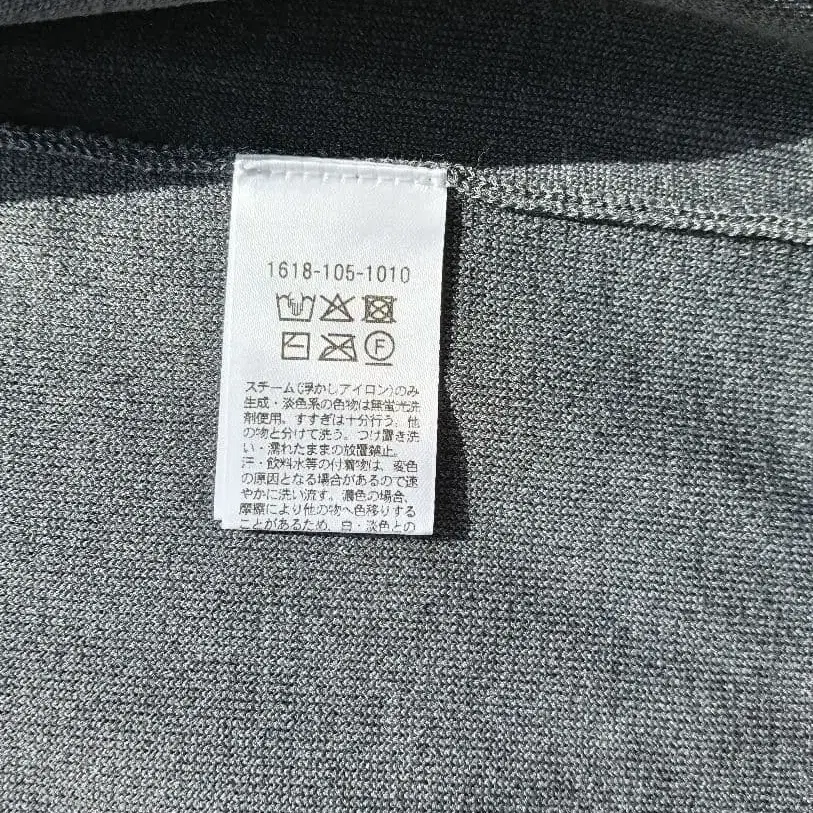 1618-105-1010
F
スチーム(浮かしアイロン)のみ
生成・淡色系の色物は無蛍光洗
剤使用。すすぎは十分行う。他
の物と分けて洗う。つけ置き洗
い・濡れたままの放置禁止。
汗・飲料水等の付着物は、変色
の原因となる場合があるので速
やかに洗い流す。濃色の場合、
摩擦により他の物へ色移りする
ことがあるため、白・淡色との